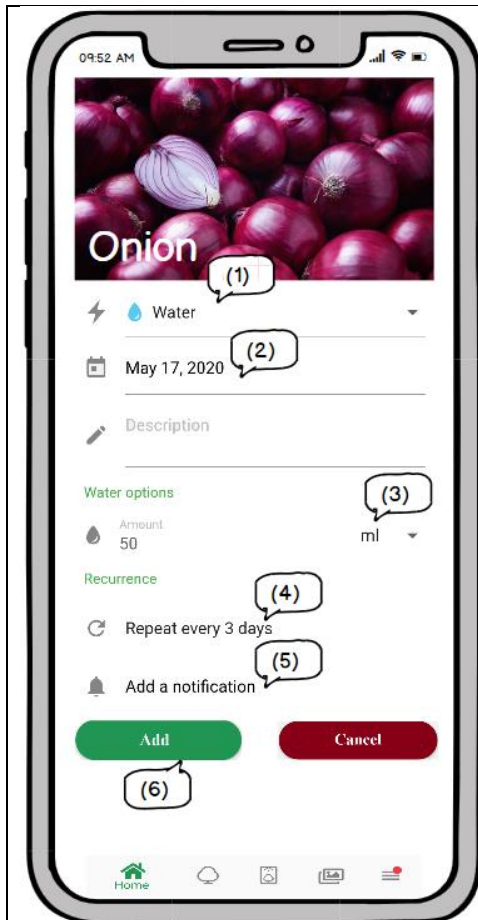 09:52 AM
Onion
(1)
Water
(2)
May 17, 2020
Description
Water options
(3)
Amount
50
ml
Recurrence
(4)
Repeat every 3 days
(5)
Add a notification
Add
Cancel
(6)
Home